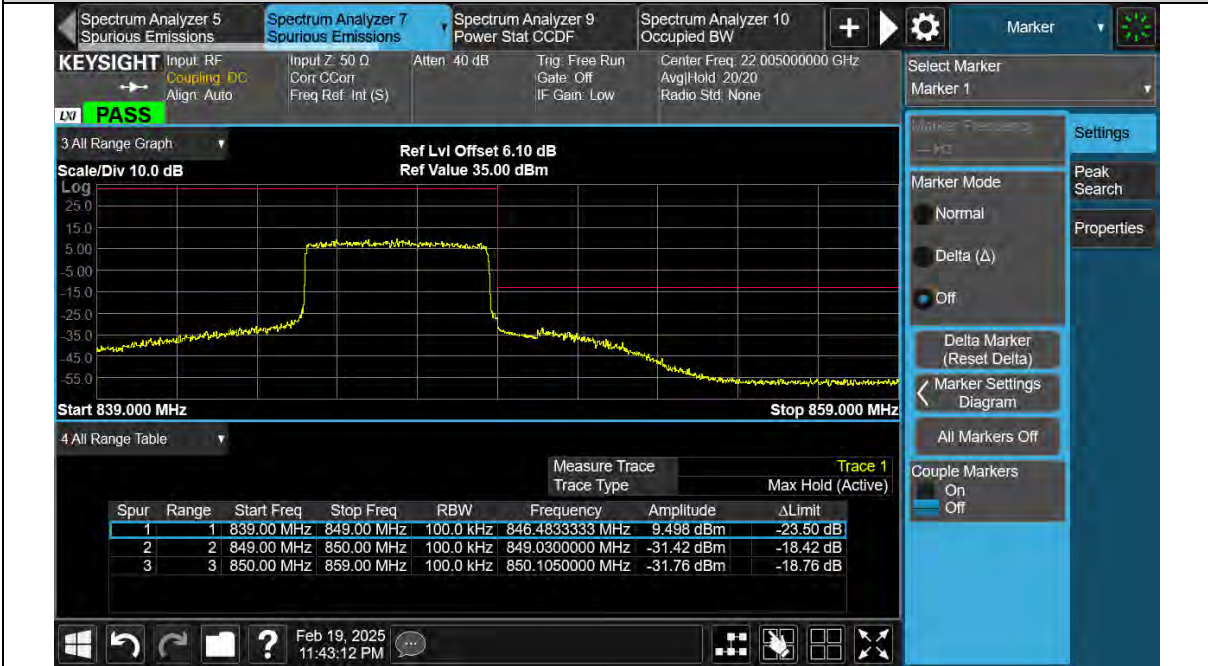 Spectrum Analyzer 5
Spurious Emissions
Spectrum Analyzer 7
Spurious Emissions
Spectrum Analyzer 9
Power Stat CCDF
Spectrum Analyzer 10
Occupied BW
+
Marker
KEYSIGHT
Input: RF
Coupling: DC
Align: Auto
Input Z: 50 Ω
Corr CCorr
Freq Ref: Int (S)
Atten: 40 dB
Trig: Free Run
Gate: Off
IF Gain: Low
Center Freq: 22.005000000 GHz
Avg|Hold: 20/20
Radio Std: None
Select Marker
Marker 1
LXI
PASS
3 All Range Graph
Ref Lvl Offset 6.10 dB
Scale/Div 10.0 dB
Ref Value 35.00 dBm
Log
25.0
15.0
5.00
-5.00
-15.0
-25.0
-35.0
-45.0
-55.0
Start 839.000 MHz
Stop 859.000 MHz
Marker Frequency
--- Hz
Marker Mode
Normal
Delta (Δ)
Off
Delta Marker
(Reset Delta)
Marker Settings
Diagram
All Markers Off
Couple Markers
On
Off
Settings
Peak
Search
Properties
4 All Range Table
Measure Trace Trace 1
Trace Type Max Hold (Active)
Spur Range Start Freq Stop Freq RBW Frequency Amplitude ΔLimit
1 1 839.00 MHz 849.00 MHz 100.0 kHz 846.4833333 MHz 9.498 dBm -23.50 dB
2 2 849.00 MHz 850.00 MHz 100.0 kHz 849.0300000 MHz -31.42 dBm -18.42 dB
3 3 850.00 MHz 859.00 MHz 100.0 kHz 850.1050000 MHz -31.76 dBm -18.76 dB
?
Feb 19, 2025
11:43:12 PM